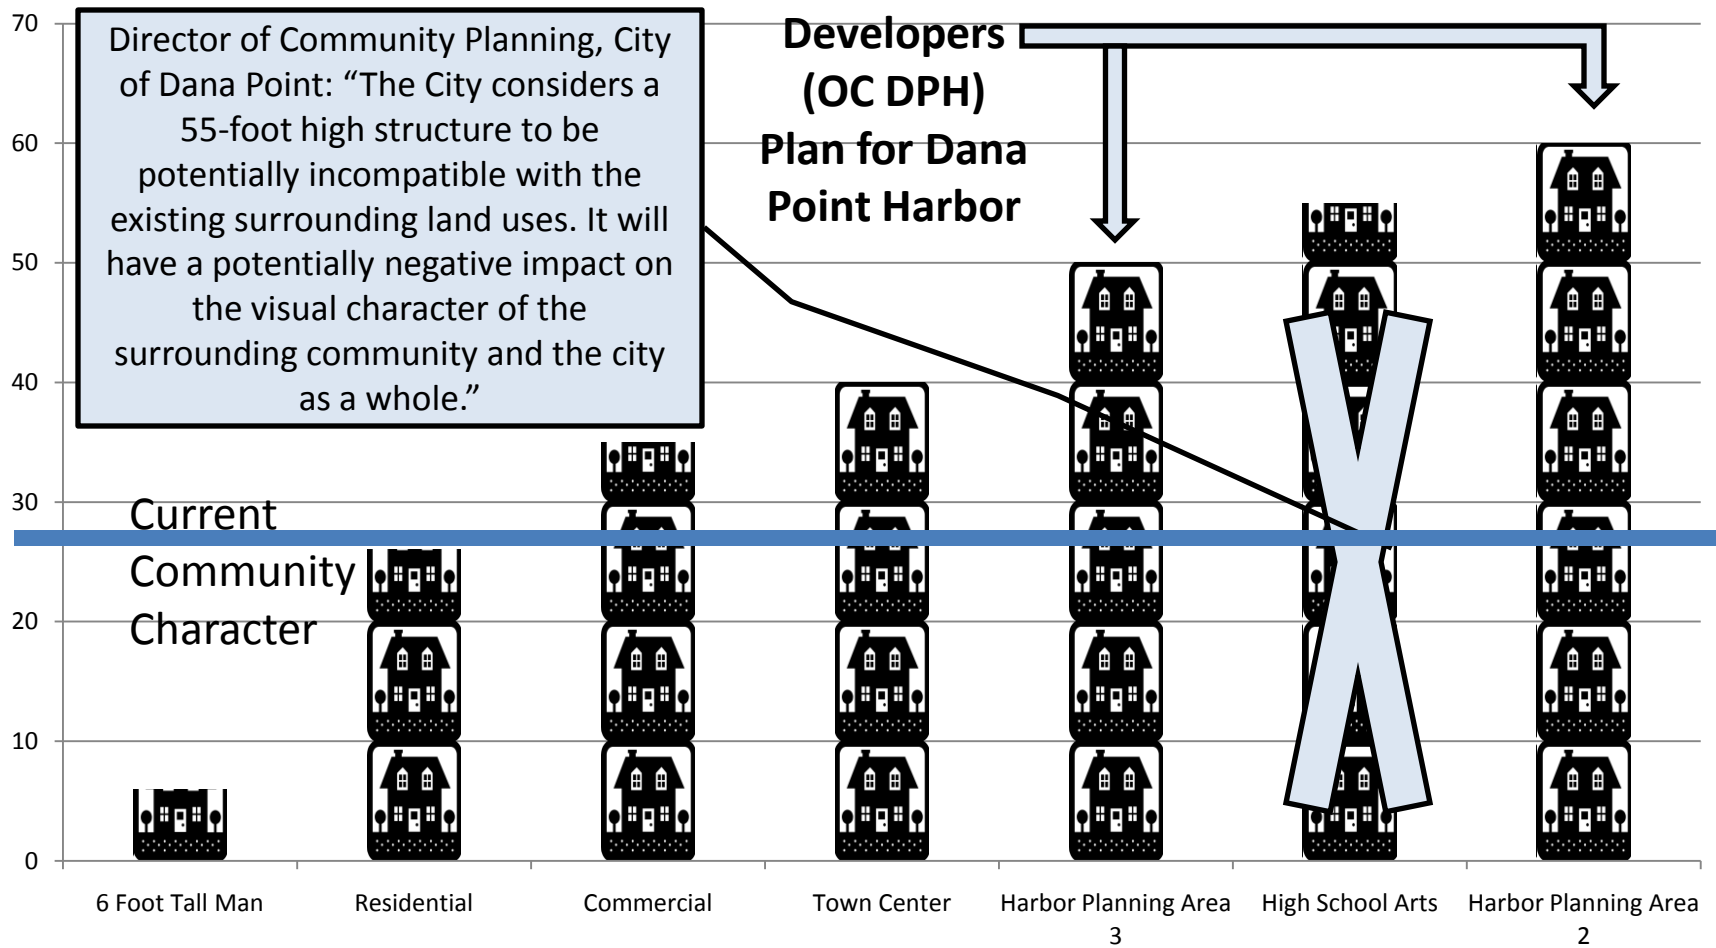 70
60
50
40
30
20
10
0
Director of Community Planning, City
of Dana Point: “The City considers a
55-foot high structure to be
potentially incompatible with the
existing surrounding land uses. It will
have a potentially negative impact on
the visual character of the
surrounding community and the city
as a whole.”
Developers
(OC DPH)
Plan for Dana
Point Harbor
Current
Community
Character
6 Foot Tall Man
Residential
Commercial
Town Center
Harbor Planning Area
3
High School Arts
Harbor Planning Area
2